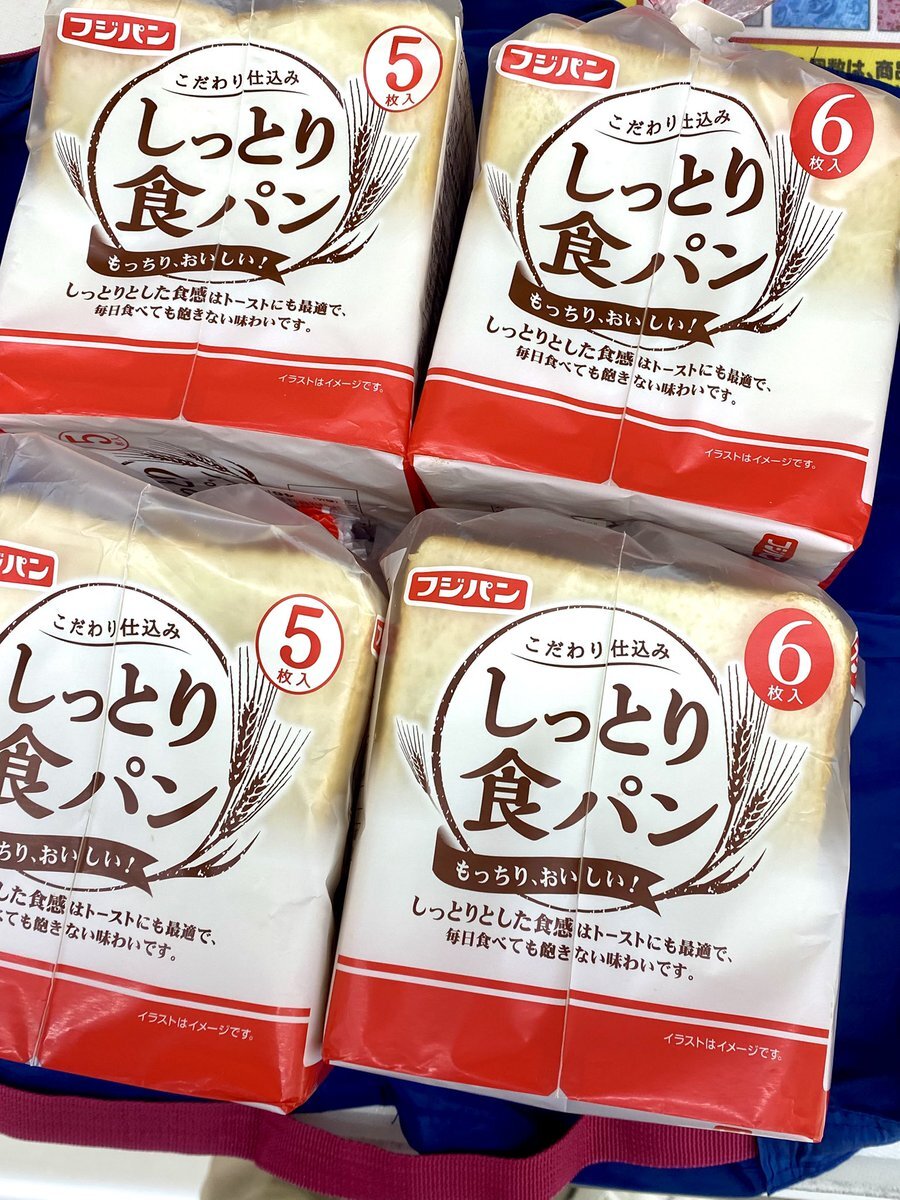 フジパン
5
枚入
こだわり仕込み
しっとり
食パン
もっちり、おいしい!
しっとりとした食感はトーストにも最適で、
毎日食べても飽きない味わいです。
イラストはイメージです。
フジパン
6
枚入
こだわり仕込み
しっとり
食パン
もっちり、おいしい!
しっとりとした食感はトーストにも最適で、
毎日食べても飽きない味わいです。
イラストはイメージです。
5
ジパン
5
枚入
こだわり仕込み
しっとり
食パン
ちり、おいしい!
した食感はトーストにも最適で、
ても飽きない味わいです。
イラストはイメージです。
フジパン
6
枚入
こだわり仕込み
しっとり
食パン
もっちり、おいしい!
しっとりとした食感はトーストにも最適で、
毎日食べても飽きない味わいです。
イラストはイメージです。